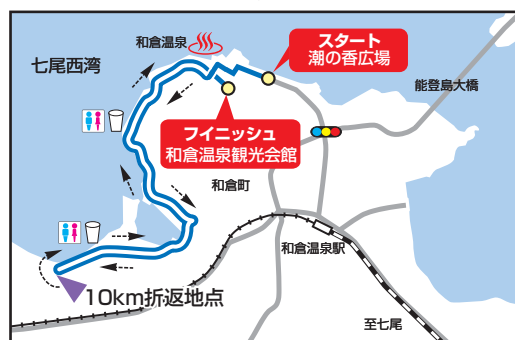 和倉温泉
スタート
潮の香広場
七尾西湾
能登島大橋
フイニッシュ
和倉温泉観光会館
和倉町
和倉温泉駅
10km折返地点
至七尾